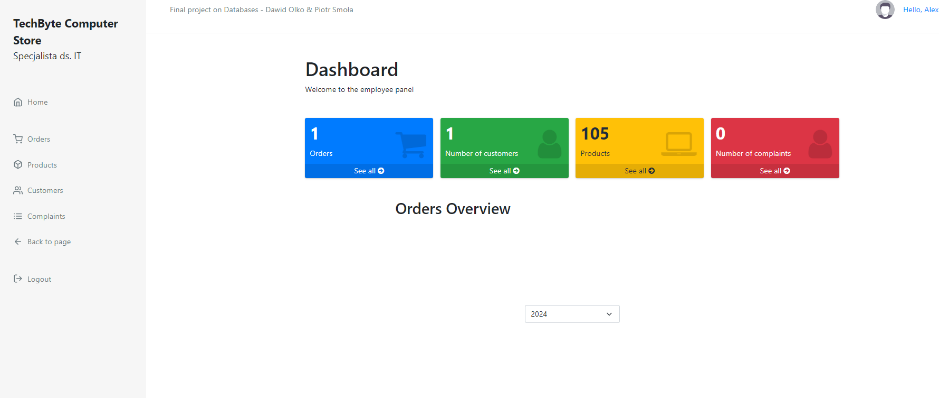 TechByte Computer
Store
Specjalista ds. IT
Home
Orders
Products
Customers
Complaints
Back to page
Logout
Final project on Databases - Dawid Olko & Piotr Smoła
Hello, Alex
Dashboard
Welcome to the employee panel
1
Orders
See all
1
Number of customers
See all
105
Products
See all
0
Number of complaints
See all
Orders Overview
2024